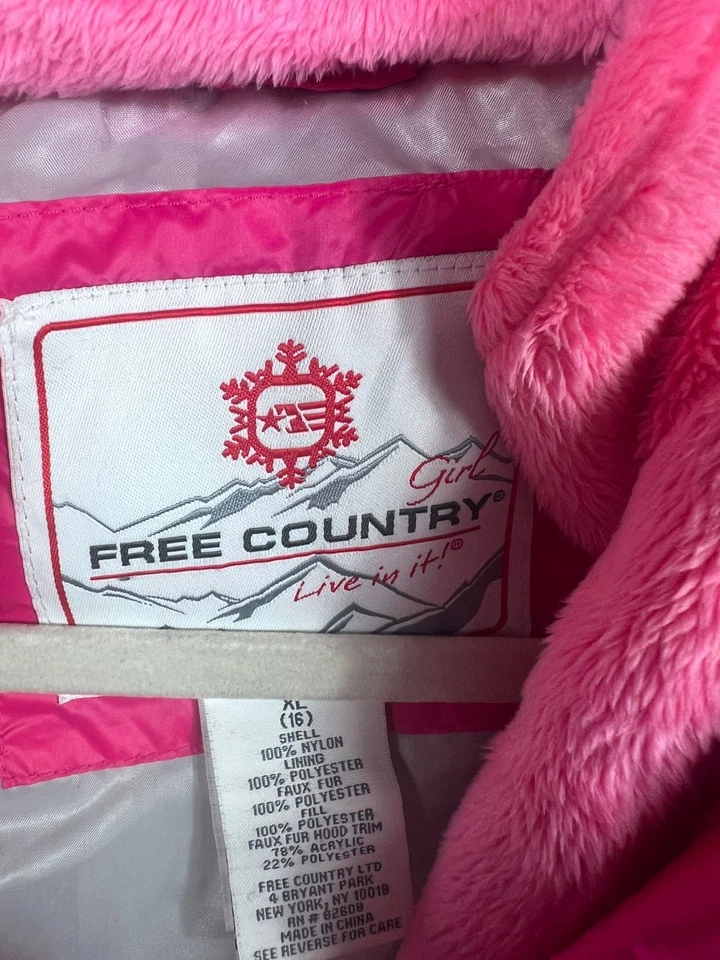 Girl
FREE COUNTRY®
Live in it!®
XL
(16)
SHELL
100% NYLON
LINING
100% POLYESTER
FAUX FUR
100% POLYESTER
FILL
100% POLYESTER
FAUX FUR HOOD TRIM
78% ACRYLIC
22% POLYESTER
FREE COUNTRY LTD
4 BRYANT PARK
NEW YORK, NY 10018
RN # 82608
MADE IN CHINA
SEE REVERSE FOR CARE